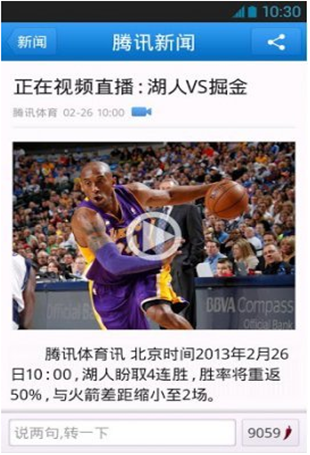 10:30
新闻
腾讯新闻
正在视频直播:湖人VS掘金
腾讯体育 02-26 10:00
BBVA Compass
Official Bank
腾讯体育讯 北京时间2013年2月26
日10:00,湖人盼取4连胜,胜率将重返
50%,与火箭差距缩小至2场。
说两句,转一下
9059